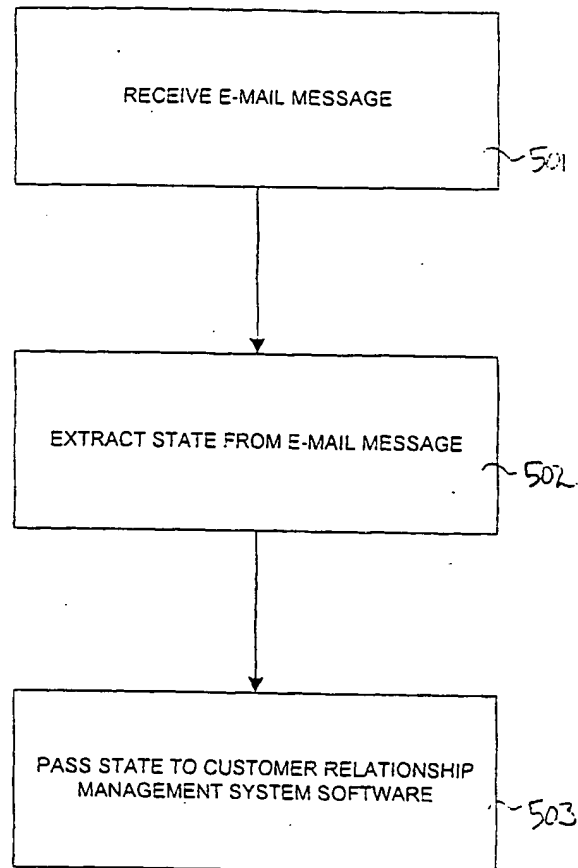 RECEIVE E-MAIL MESSAGE
501
EXTRACT STATE FROM E-MAIL MESSAGE
502
PASS STATE TO CUSTOMER RELATIONSHIP
MANAGEMENT SYSTEM SOFTWARE
503